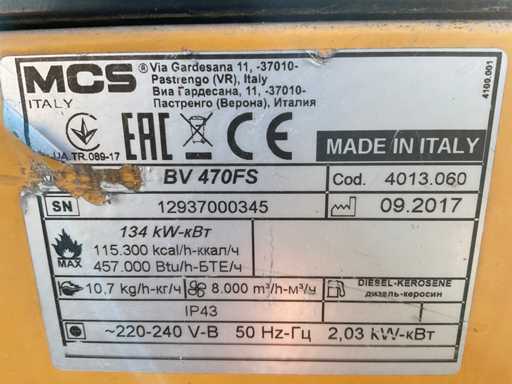 MCS
ITALY
® Via Gardesana 11, -37010-
Pastrengo (VR), Italy
Виа Гардесана, 11, -37010-
Пастренго (Верона), Италия
4100.001
UA.TR.089-17
EAC CE
MADE IN ITALY
BV 470FS
Cod. 4013.060
SN 12937000345
09.2017
134 kW-кВт
115.300 kcal/h-ккал/ч
457.000 Btu/h-БТЕ/ч
MAX
10,7 kg/h-кг/ч 8.000 m³/h-м³/ч
DIESEL-KEROSENE
дизель-керосин
IP43
~220-240 V-В 50 Hz-Гц 2,03 kW-кВт